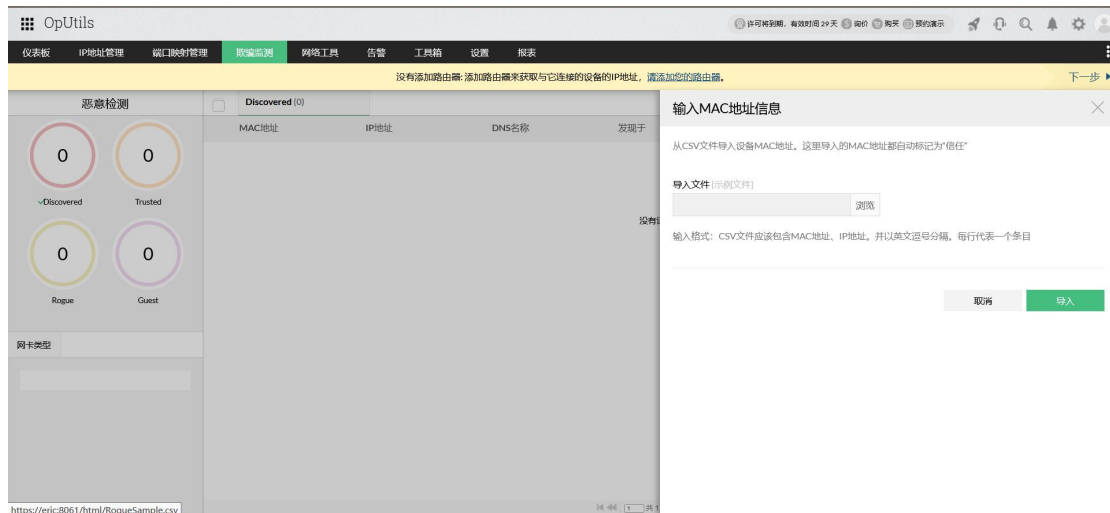 OpUtils
许可将到期，有效时间 29 天 询价 购买 预约演示
仪表板 IP地址管理 端口映射管理 欺骗监测 网络工具 告警 工具箱 设置 报表
没有添加路由器: 添加路由器来获取与它连接的设备的IP地址，请添加您的路由器。
下一步
恶意检测
0
0
Discovered
Trusted
0
0
Rogue
Guest
网卡类型
Discovered (0)
MAC地址 IP地址 DNS名称 发现于
没有
共1
输入MAC地址信息
从CSV文件导入设备MAC地址。这里导入的MAC地址都自动标记为"信任"
导入文件 [示例文件]
浏览
输入格式：CSV文件应该包含MAC地址、IP地址。并以英文逗号分隔。每行代表一个条目
取消 导入
https://eric:8061/html/RogueSample.csv